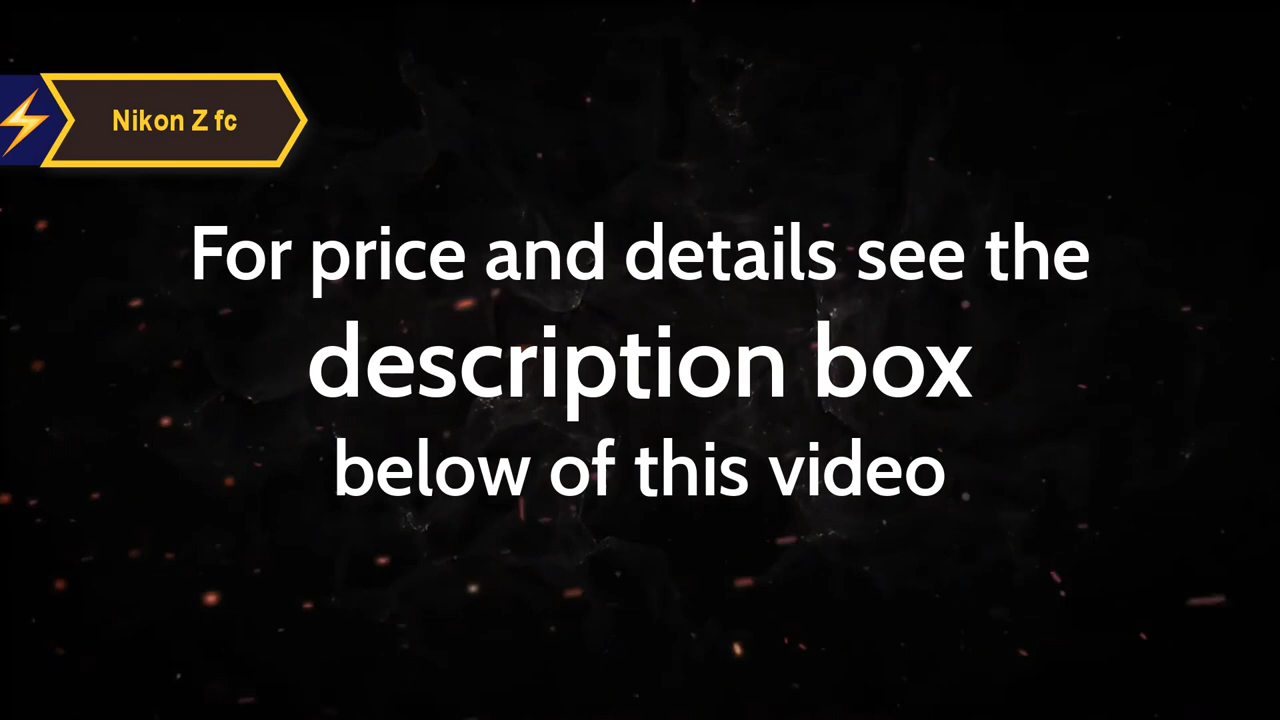 Nikon Z fc
For price and details see the
description box
below of this video